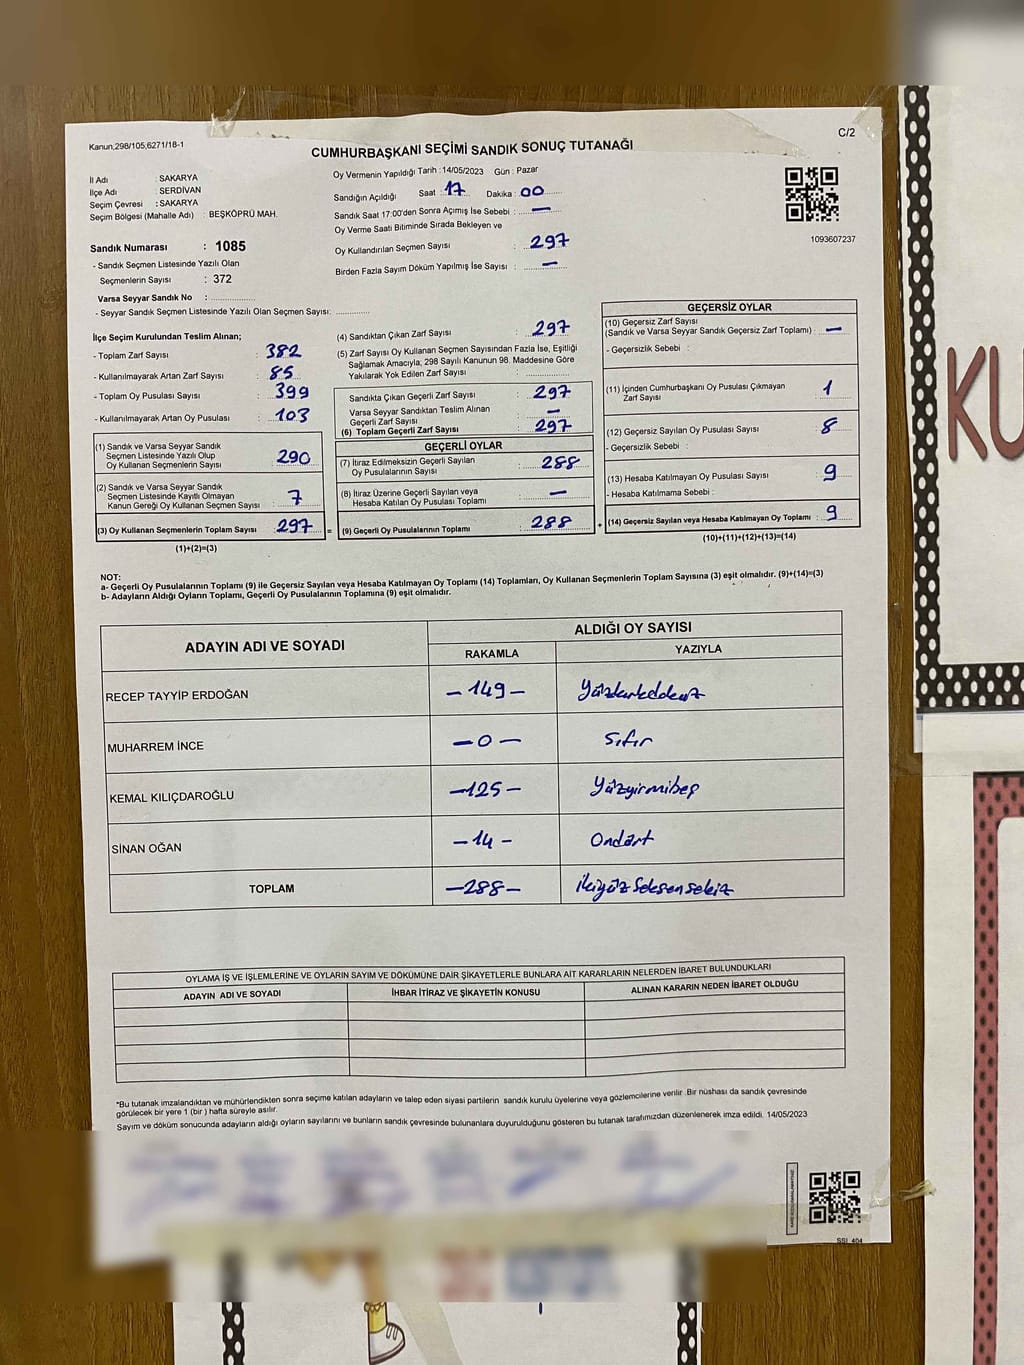 Kanun,298/105,6271/18-1
C/2
CUMHURBAŞKANI SEÇİMİ SANDIK SONUÇ TUTANAĞI
İl Adı : SAKARYA
İlçe Adı : SERDİVAN
Seçim Çevresi : SAKARYA
Seçim Bölgesi (Mahalle Adı) : BEŞKÖPRÜ MAH.
Sandık Numarası : 1085
- Sandık Seçmen Listesinde Yazılı Olan
Seçmenlerin Sayısı : 372
Varsa Seyyar Sandık No : ..............
- Seyyar Sandık Seçmen Listesinde Yazılı Olan Seçmen Sayısı: ............
Oy Vermenin Yapıldığı Tarih : 14/05/2023 Gün : Pazar
Sandığın Açıldığı Saat 17 Dakika : 00
Sandık Saat 17:00'den Sonra Açımış İse Sebebi : —
Oy Verme Saati Bitiminde Sırada Bekleyen ve
Oy Kullandırılan Seçmen Sayısı : 297
Birden Fazla Sayım Döküm Yapılmış İse Sayısı : —
1093607237
İlçe Seçim Kurulundan Teslim Alınan;
- Toplam Zarf Sayısı : 382
- Kullanılmayarak Artan Zarf Sayısı : 85
- Toplam Oy Pusulası Sayısı : 399
- Kullanılmayarak Artan Oy Pusulası : 103
(1) Sandık ve Varsa Seyyar Sandık
Seçmen Listesinde Yazılı Olup
Oy Kullanan Seçmenlerin Sayısı : 290
(2) Sandık ve Varsa Seyyar Sandık
Seçmen Listesinde Kayıtlı Olmayan
Kanun Gereği Oy Kullanan Seçmen Sayısı : 7
(3) Oy Kullanan Seçmenlerin Toplam Sayısı : 297 =
(1)+(2)=(3)
(4) Sandıktan Çıkan Zarf Sayısı : 297
(5) Zarf Sayısı Oy Kullanan Seçmen Sayısından Fazla İse, Eşitliği
Sağlamak Amacıyla, 298 Sayılı Kanunun 98. Maddesine Göre
Yakılarak Yok Edilen Zarf Sayısı : ..............
Sandıkta Çıkan Geçerli Zarf Sayısı : 297
Varsa Seyyar Sandıktan Teslim Alınan
Geçerli Zarf Sayısı : —
(6) Toplam Geçerli Zarf Sayısı : 297
GEÇERLİ OYLAR
(7) İtiraz Edilmeksizin Geçerli Sayılan
Oy Pusulalarının Sayısı : 288
(8) İtiraz Üzerine Geçerli Sayılan veya
Hesaba Katılan Oy Pusulası Toplamı : —
(9) Geçerli Oy Pusulalarının Toplamı : 288 +
GEÇERSİZ OYLAR
(10) Geçersiz Zarf Sayısı
(Sandık ve Varsa Seyyar Sandık Geçersiz Zarf Toplamı) : —
- Geçersizlik Sebebi :
(11) İçinden Cumhurbaşkanı Oy Pusulası Çıkmayan
Zarf Sayısı : 1
(12) Geçersiz Sayılan Oy Pusulası Sayısı : 8
- Geçersizlik Sebebi :
(13) Hesaba Katılmayan Oy Pusulası Sayısı : 9
- Hesaba Katılmama Sebebi :
(14) Geçersiz Sayılan veya Hesaba Katılmayan Oy Toplamı : 9
(10)+(11)+(12)+(13)=(14)
NOT:
a- Geçerli Oy Pusulalarının Toplamı (9) ile Geçersiz Sayılan veya Hesaba Katılmayan Oy Toplamı (14) Toplamları, Oy Kullanan Seçmenlerin Toplam Sayısına (3) eşit olmalıdır. (9)+(14)=(3)
b- Adayların Aldığı Oyların Toplamı, Geçerli Oy Pusulalarının Toplamına (9) eşit olmalıdır.
ADAYIN ADI VE SOYADI
ALDIĞI OY SAYISI
RAKAMLA YAZIYLA
RECEP TAYYİP ERDOĞAN – 149 –
MUHARREM İNCE – 0 – Sıfır
KEMAL KILIÇDAROĞLU – 125 – Yüzyirmibeş
SİNAN OĞAN – 14 – Ondört
TOPLAM – 288 – İkiyüz Seksen sekiz
OYLAMA İŞ VE İŞLEMLERİNE VE OYLARIN SAYIM VE DÖKÜMÜNE DAİR ŞİKAYETLERLE BUNLARA AİT KARARLARIN NELERDEN İBARET BULUNDUKLARI
ADAYIN ADI VE SOYADI İHBAR İTİRAZ VE ŞİKAYETİN KONUSU ALINAN KARARIN NEDEN İBARET OLDUĞU
*Bu tutanak imzalandıktan ve mühürlendikten sonra seçime katılan adayların ve talep eden siyasi partilerin sandık kurulu üyelerine veya gözlemcilerine verilir. Bir nüshası da sandık çevresinde
görülecek bir yere 1 (bir ) hafta süreyle asılır.
Sayım ve döküm sonucunda adayların aldığı oyların sayılarını ve bunların sandık çevresinde bulunanlara duyurulduğunu gösteren bu tutanak tarafımızdan düzenlenerek imza edildi. 14/05/2023
SSI_404
KU